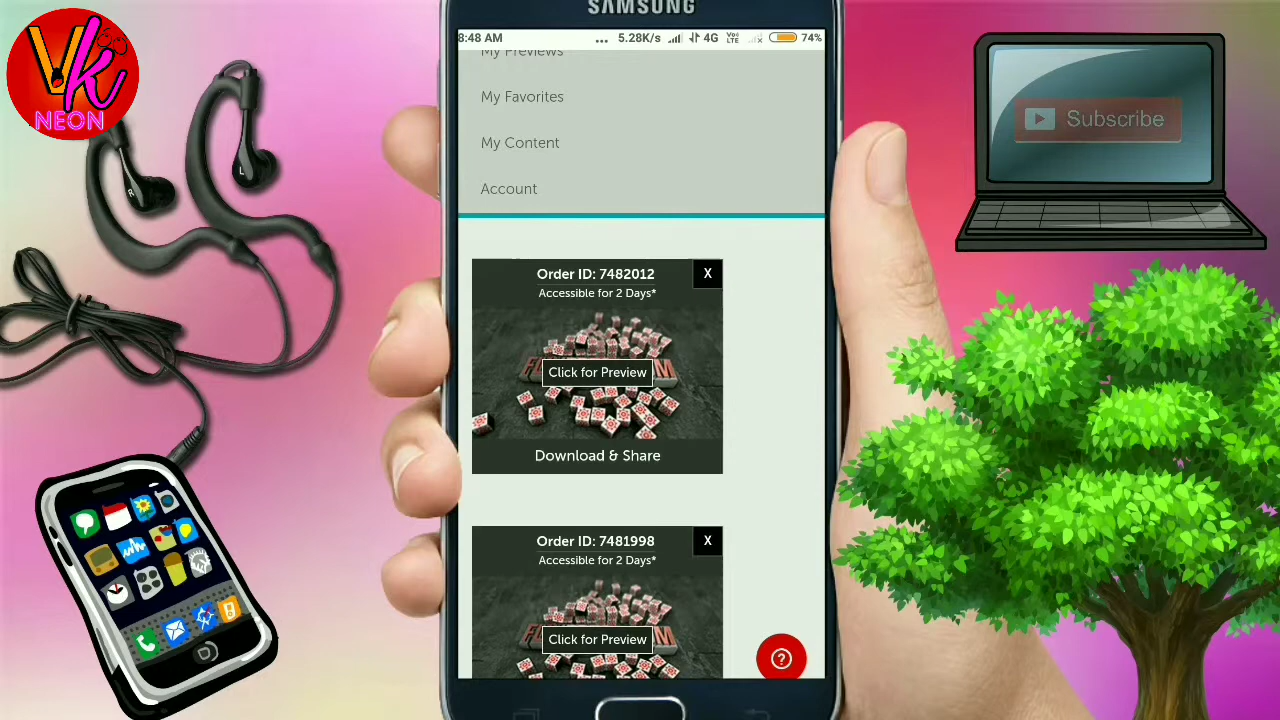 VK
NEON
SAMSUNG
8:48 AM
... 5.28K/s 4G Vo LTE 74%
My Previews
My Favorites
My Content
Account
Order ID: 7482012
X
Accessible for 2 Days*
Click for Preview
Download & Share
Order ID: 7481998
X
Accessible for 2 Days*
Click for Preview
?
Subscribe
R
L